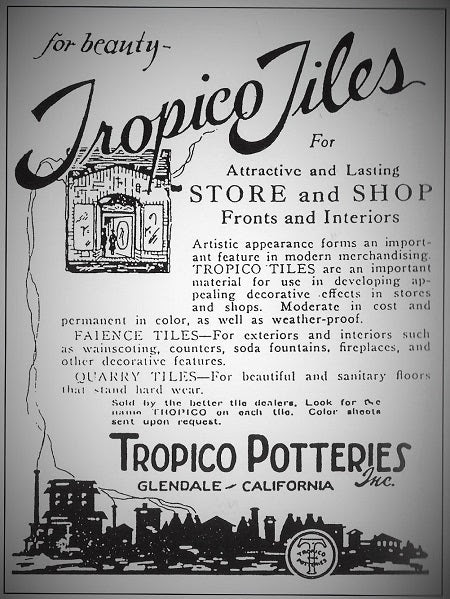 for beauty-
Tropico Tiles
For
Attractive and Lasting
STORE and SHOP
Fronts and Interiors
Artistic appearance forms an import-
ant feature in modern merchandising.
TROPICO TILES are an important
material for use in developing ap-
pealing decorative effects in stores
and shops. Moderate in cost and
permanent in color, as well as weather-proof.
FAIENCE TILES—For exteriors and interiors such
as wainscoting, counters, soda fountains, fireplaces, and
other decorative features.
QUARRY TILES—For beautiful and sanitary floors
that stand hard wear.
Sold by the better tile dealers. Look for the
name TROPICO on each tile. Color sheets
sent upon request.
TROPICO POTTERIES
Inc.
GLENDALE - CALIFORNIA
TROPICO
POTTERIES